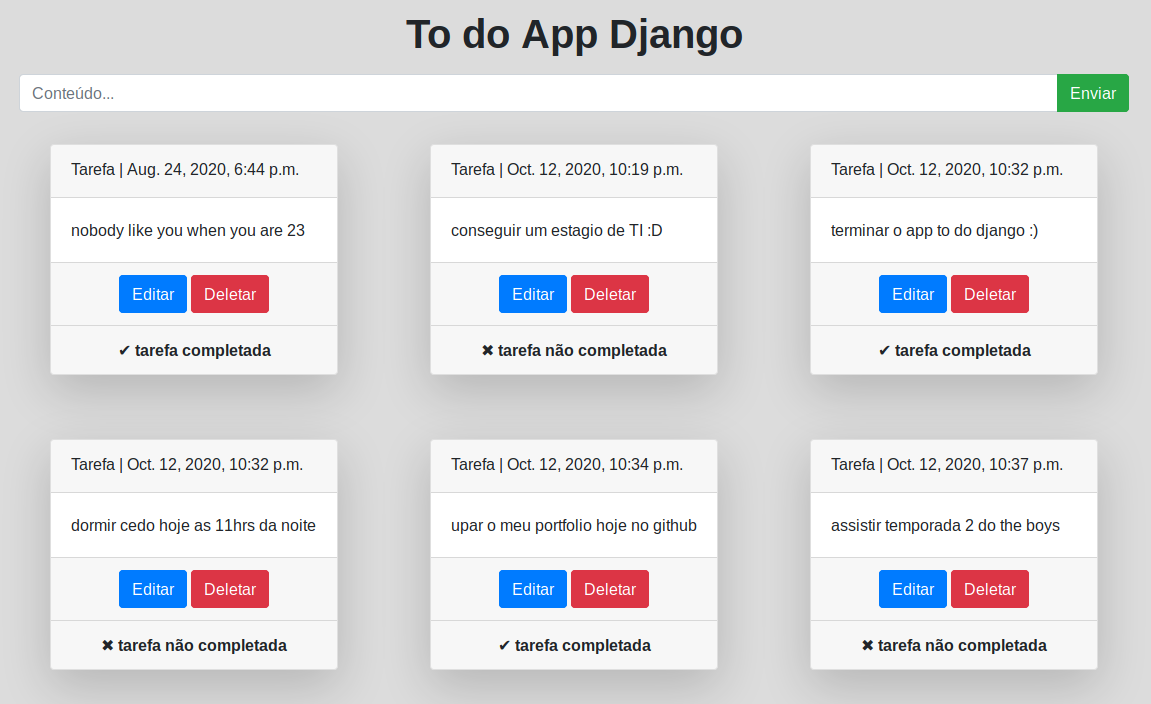 To do App Django
Conteúdo...
Enviar
Tarefa | Aug. 24, 2020, 6:44 p.m.
nobody like you when you are 23
Editar Deletar
✔ tarefa completada
Tarefa | Oct. 12, 2020, 10:19 p.m.
conseguir um estagio de TI :D
Editar Deletar
✖ tarefa não completada
Tarefa | Oct. 12, 2020, 10:32 p.m.
terminar o app to do django :)
Editar Deletar
✔ tarefa completada
Tarefa | Oct. 12, 2020, 10:32 p.m.
dormir cedo hoje as 11hrs da noite
Editar Deletar
✖ tarefa não completada
Tarefa | Oct. 12, 2020, 10:34 p.m.
upar o meu portfolio hoje no github
Editar Deletar
✔ tarefa completada
Tarefa | Oct. 12, 2020, 10:37 p.m.
assistir temporada 2 do the boys
Editar Deletar
✖ tarefa não completada